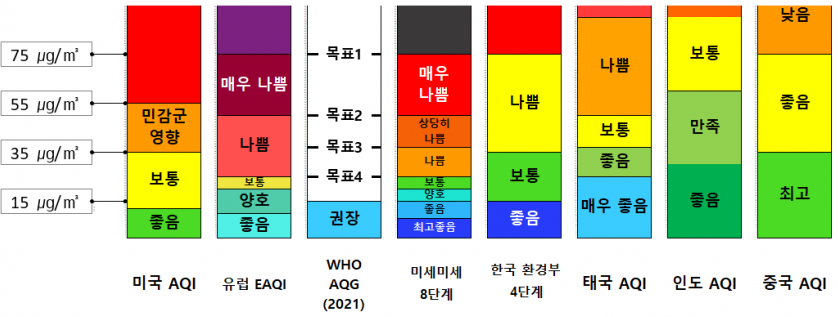 75 ㎍/㎥
55 ㎍/㎥
35 ㎍/㎥
15 ㎍/㎥
민감군
영향
보통
좋음
미국 AQI
매우 나쁨
나쁨
보통
양호
좋음
유럽 EAQI
목표1
목표2
목표3
목표4
권장
WHO
AQG
(2021)
매우
나쁨
상당히
나쁨
나쁨
보통
양호
좋음
최고좋음
미세미세
8단계
나쁨
보통
좋음
한국 환경부
4단계
나쁨
보통
좋음
매우 좋음
태국 AQI
보통
만족
좋음
인도 AQI
낮음
좋음
최고
중국 AQI